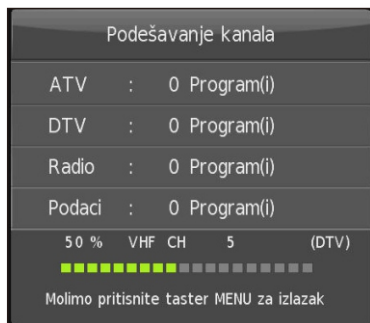 Podešavanje kanala
ATV : 0 Program(i)
DTV : 0 Program(i)
Radio : 0 Program(i)
Podaci : 0 Program(i)
50 % VHF CH 5 (DTV)
Molimo pritisnite taster MENU za izlazak